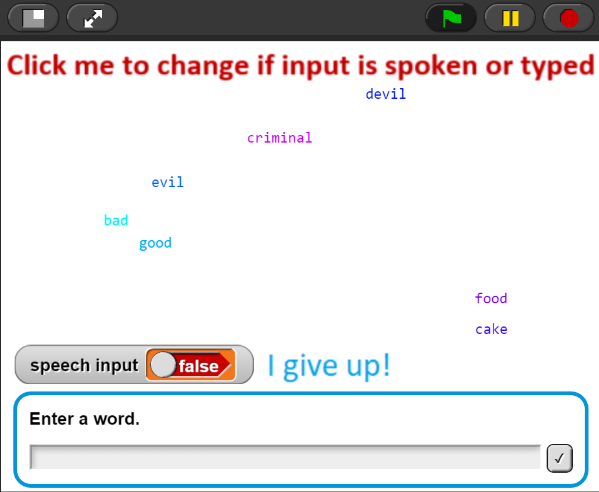 Click me to change if input is spoken or typed
devil
criminal
evil
bad
good
food
cake
speech input false
I give up!
Enter a word.